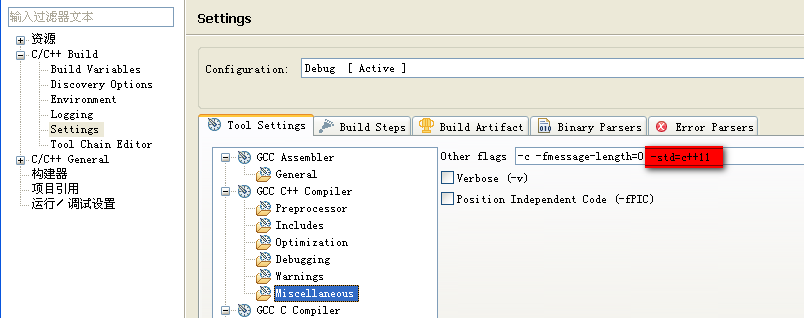 输入过滤器文本
资源
C/C++ Build
Build Variables
Discovery Options
Environment
Logging
Settings
Tool Chain Editor
C/C++ General
构建器
项目引用
运行/调试设置
Settings
Configuration: Debug [ Active ]
Tool Settings Build Steps Build Artifact Binary Parsers Error Parsers
GCC Assembler
General
GCC C++ Compiler
Preprocessor
Includes
Optimization
Debugging
Warnings
Miscellaneous
GCC C Compiler
Other flags -c -fmessage-length=0 -std=c++11
Verbose (-v)
Position Independent Code (-fPIC)